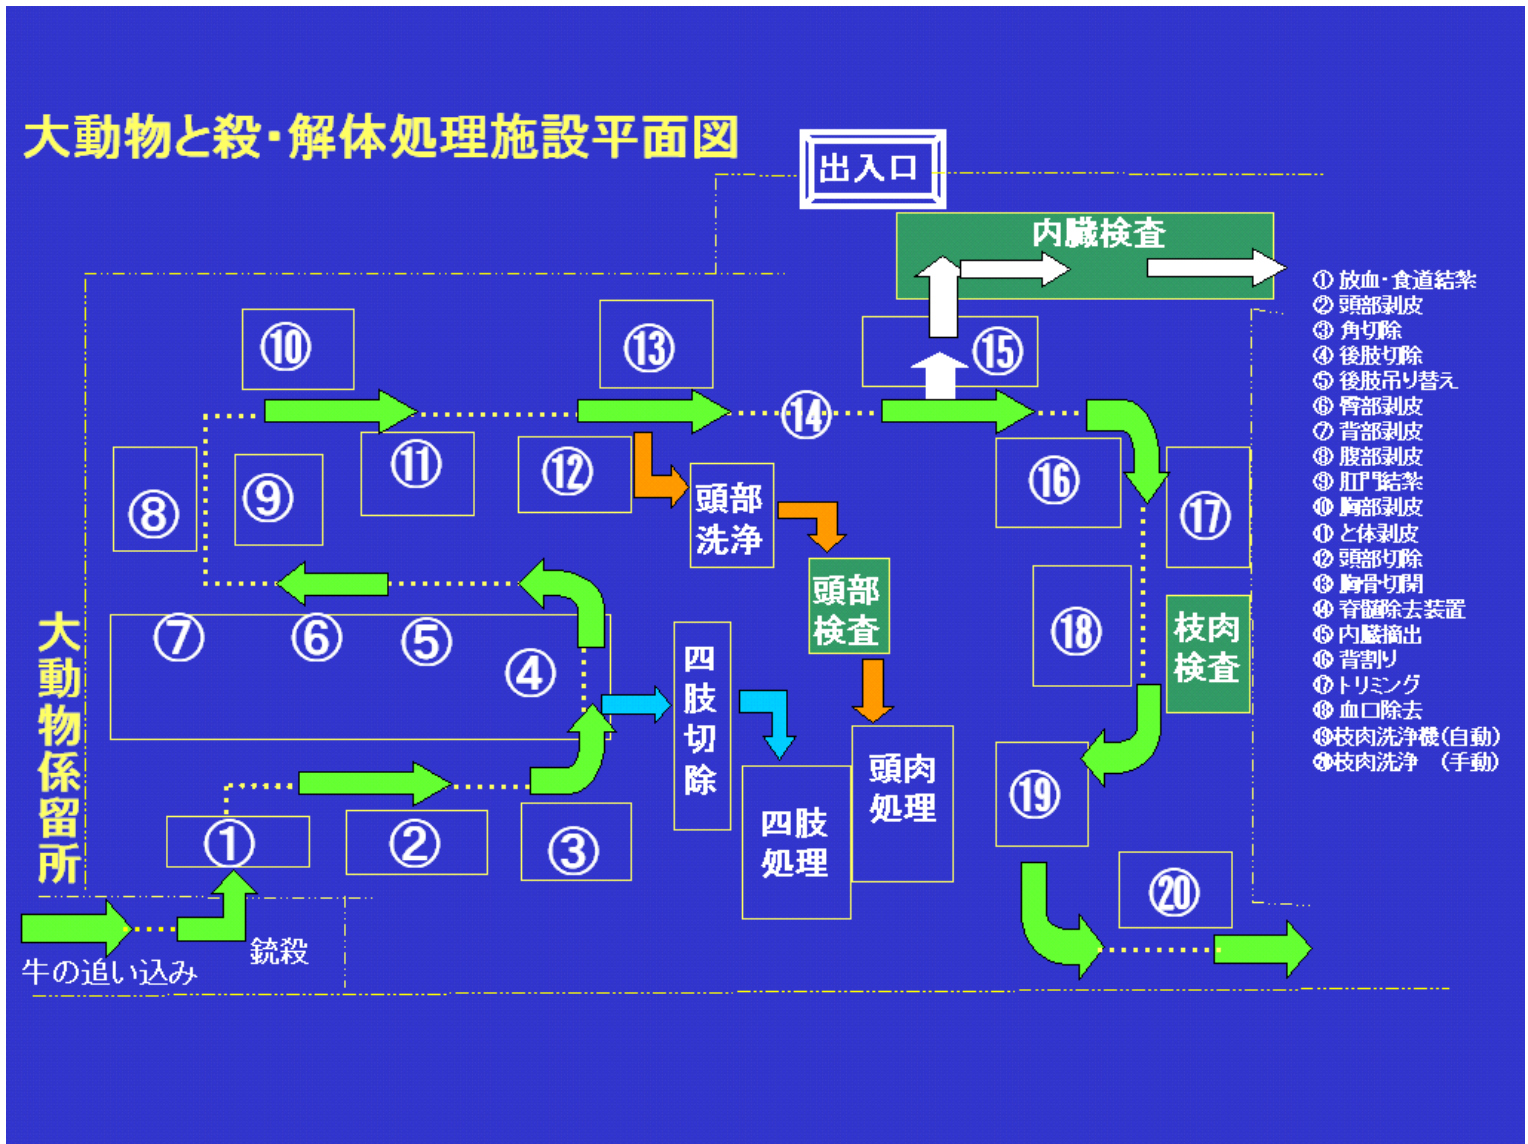 大動物と殺・解体処理施設平面図
出入口
内臓検査
⑩
⑬
⑮
⑭
⑪
⑫
⑧
⑨
頭部
洗浄
⑯
⑰
頭部
検査
⑱
枝肉
検査
⑦
⑥
⑤
④
四肢切除
大動物係留所
①
②
③
四肢
処理
頭肉
処理
⑲
⑳
牛の追い込み
銃殺
① 放血・食道結紮
② 頭部剥皮
③ 角切除
④ 後肢切除
⑤ 後肢吊り替え
⑥ 臀部剥皮
⑦ 背部剥皮
⑧ 腹部剥皮
⑨ 肛門結紮
⑩ 胸部剥皮
⑪ と体剥皮
⑫ 頭部切除
⑬ 胸骨切開
⑭ 脊髄除去装置
⑮ 内臓摘出
⑯ 背割り
⑰ トリミング
⑱ 血口除去
⑲枝肉洗浄機(自動)
⑳枝肉洗浄 (手動)